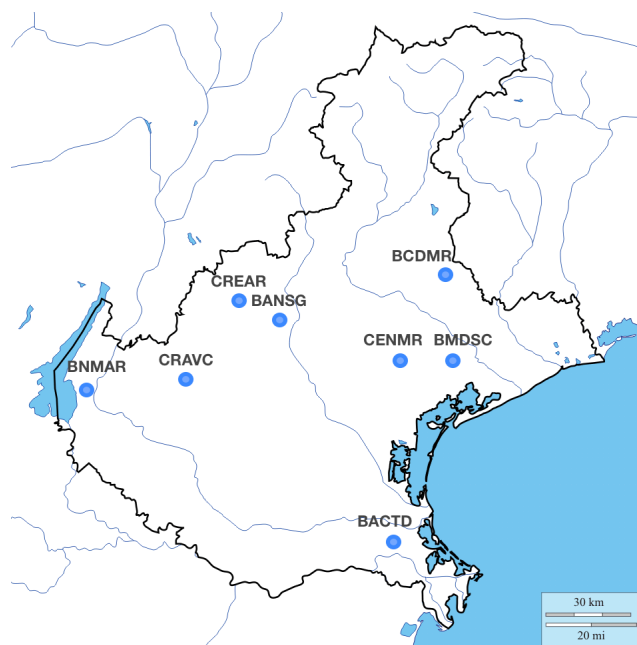 BCDMR
CREAR
BANSG
CENMR
BMDSC
CRAVC
BNMAR
BACTD
30 km
20 mi